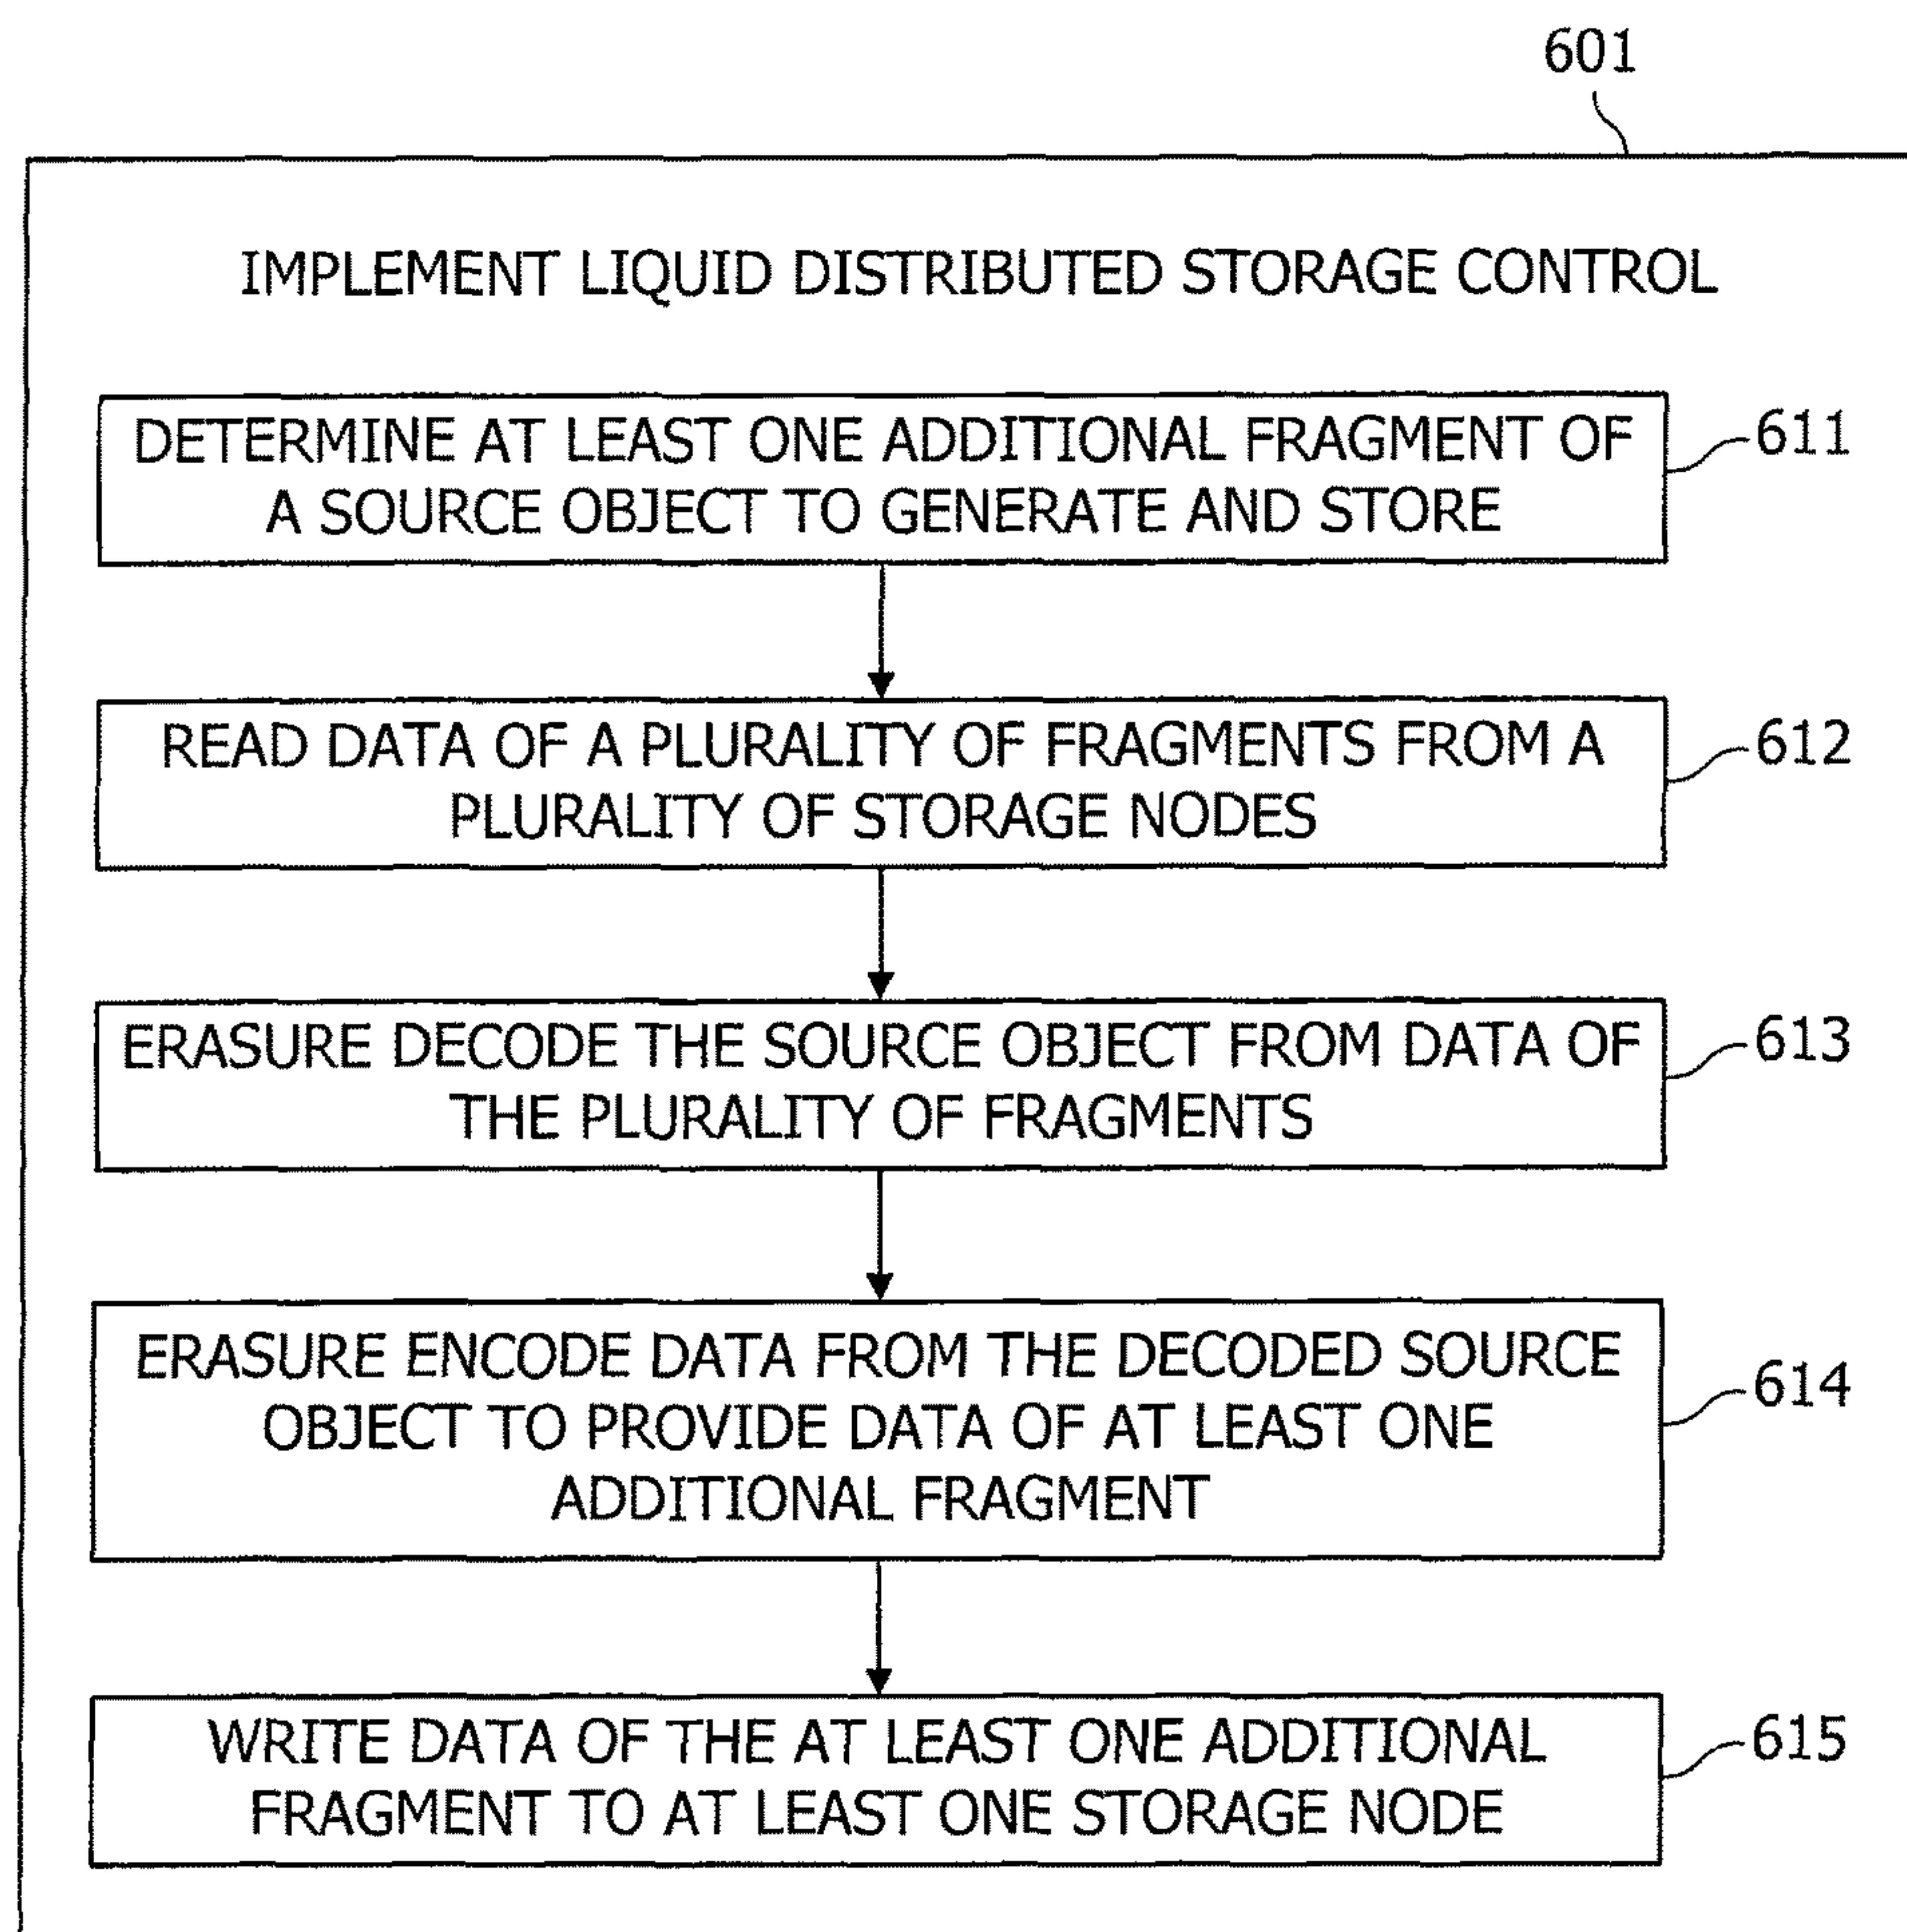 601
IMPLEMENT LIQUID DISTRIBUTED STORAGE CONTROL
DETERMINE AT LEAST ONE ADDITIONAL FRAGMENT OF
A SOURCE OBJECT TO GENERATE AND STORE
611
READ DATA OF A PLURALITY OF FRAGMENTS FROM A
PLURALITY OF STORAGE NODES
612
ERASURE DECODE THE SOURCE OBJECT FROM DATA OF
THE PLURALITY OF FRAGMENTS
613
ERASURE ENCODE DATA FROM THE DECODED SOURCE
OBJECT TO PROVIDE DATA OF AT LEAST ONE
ADDITIONAL FRAGMENT
614
WRITE DATA OF THE AT LEAST ONE ADDITIONAL
FRAGMENT TO AT LEAST ONE STORAGE NODE
615